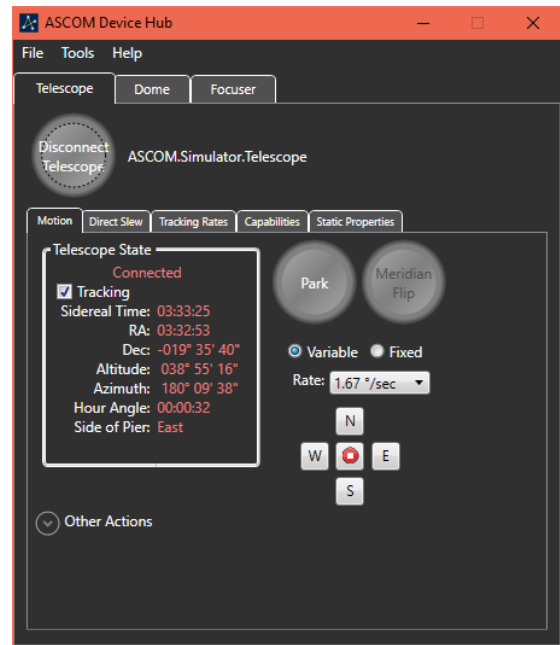 ASCOM Device Hub
File Tools Help
Telescope Dome Focuser
Disconnect
Telescope
ASCOM.Simulator.Telescope
Motion Direct Slew Tracking Rates Capabilities Static Properties
Telescope State
Connected
Tracking
Sidereal Time: 03:33:25
RA: 03:32:53
Dec: -019° 35' 40"
Altitude: 038° 55' 16"
Azimuth: 180° 09' 38"
Hour Angle: 00:00:32
Side of Pier: East
Park
Meridian
Flip
Variable Fixed
Rate: 1.67 °/sec
N
W E
S
Other Actions